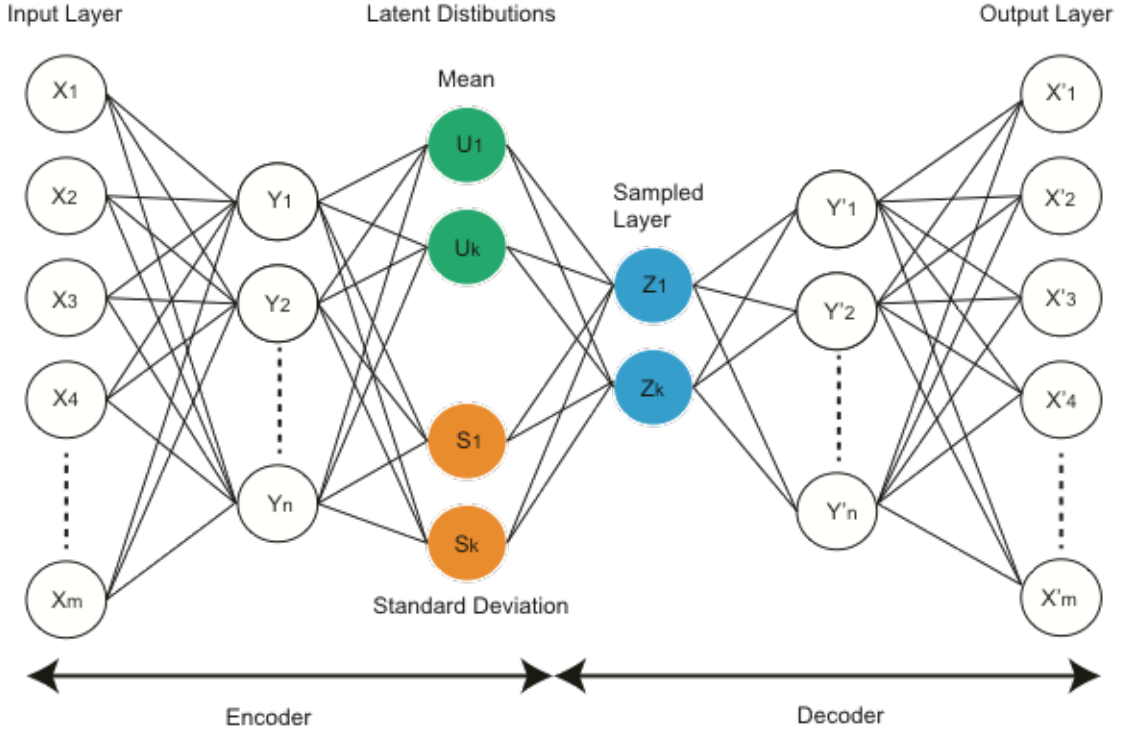 Input Layer
Latent Distibutions
Output Layer
Mean
X1
X2
X3
X4
Xm
Y1
Y2
Yn
U1
Uk
S1
Sk
Standard Deviation
Sampled
Layer
Z1
Zk
Y'1
Y'2
Y'n
X'1
X'2
X'3
X'4
X'm
Encoder
Decoder